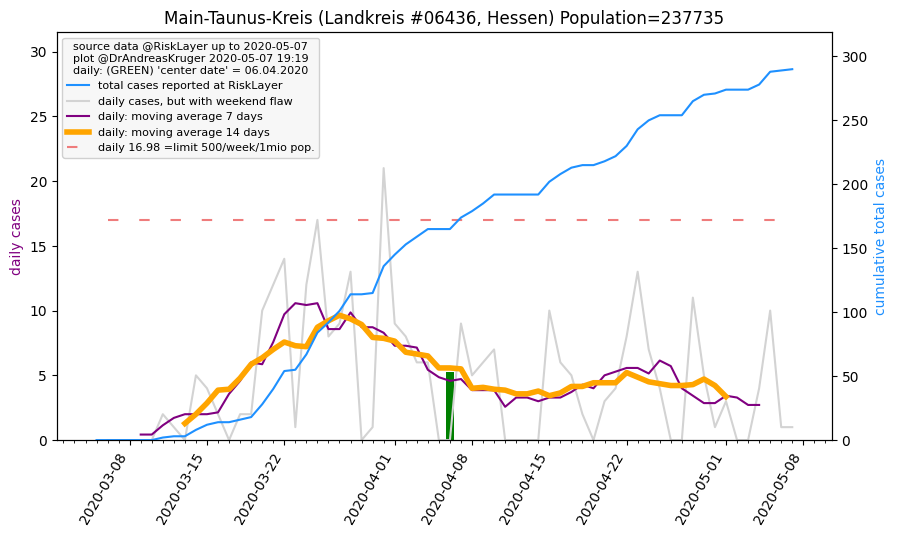 Main-Taunus-Kreis (Landkreis #06436, Hessen) Population=237735
source data @RiskLayer up to 2020-05-07
plot @DrAndreasKruger 2020-05-07 19:19
daily: (GREEN) 'center date' = 06.04.2020
total cases reported at RiskLayer
daily cases, but with weekend flaw
daily: moving average 7 days
daily: moving average 14 days
daily 16.98 =limit 500/week/1mio pop.
daily cases
30
25
20
15
10
5
0
cumulative total cases
300
250
200
150
100
50
0
2020-03-08
2020-03-15
2020-03-22
2020-04-01
2020-04-08
2020-04-15
2020-04-22
2020-05-01
2020-05-08